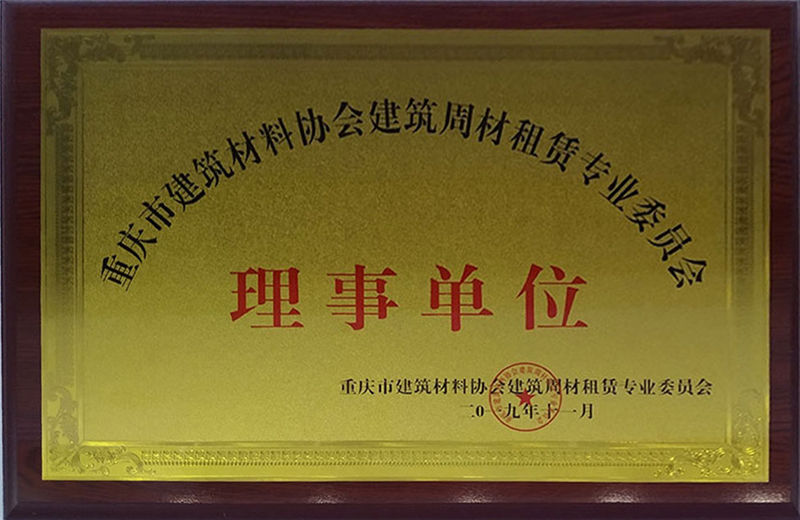 重庆市建筑材料协会建筑周材租赁专业委员会
理事单位
重庆市建筑材料协会建筑周材租赁专业委员会
二0一九年十一月